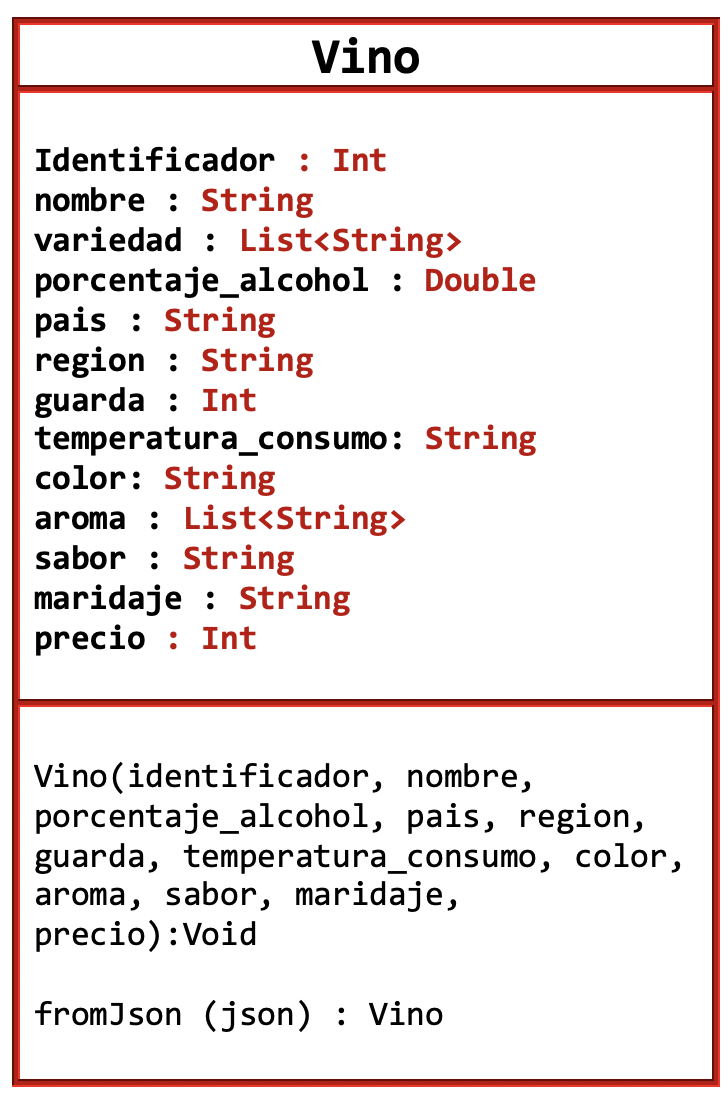 Vino
Identificador : Int
nombre : String
variedad : List<String>
porcentaje_alcohol : Double
pais : String
region : String
guarda : Int
temperatura_consumo: String
color: String
aroma : List<String>
sabor : String
maridaje : String
precio : Int
Vino(identificador, nombre,
porcentaje_alcohol, pais, region,
guarda, temperatura_consumo, color,
aroma, sabor, maridaje,
precio):Void
fromJson (json) : Vino